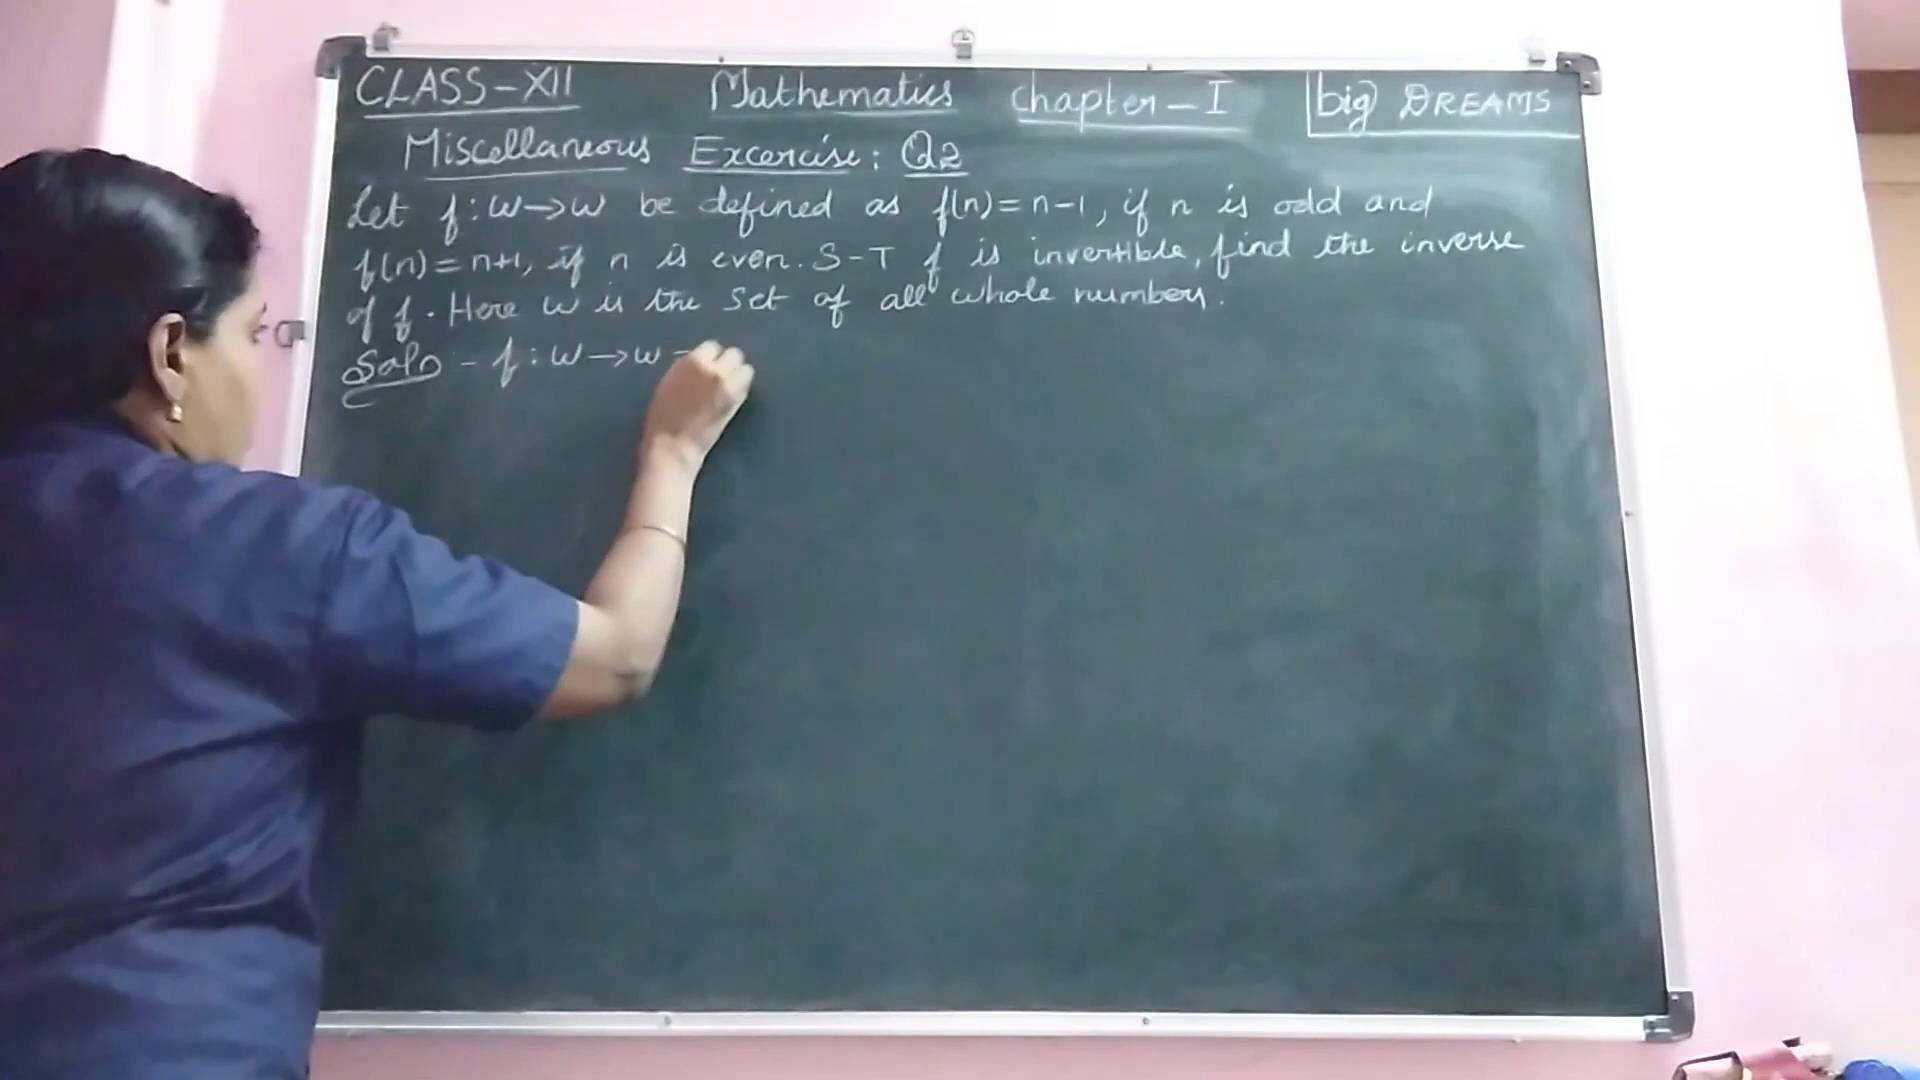 CLASS-XII Mathematics Chapter-I big DREAMS
Miscellaneous Excercise: Q2
Let f:W→W be defined as f(n)=n-1, if n is odd and
f(n)=n+1, if n is even. S-T f is invertible, find the inverse
of f. Here W is the set of all whole numbers.
Soln - f:W→W